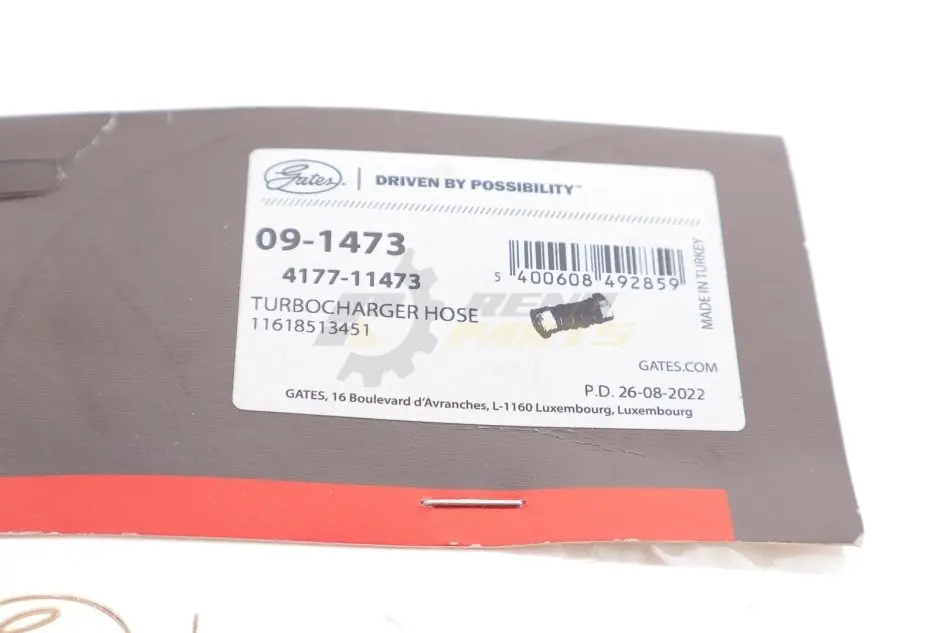 Gates. | DRIVEN BY POSSIBILITY™
09-1473
4177-11473
TURBOCHARGER HOSE
11618513451
5 400608 492859
MADE IN TURKEY
GATES.COM
P.D. 26-08-2022
GATES, 16 Boulevard d'Avranches, L-1160 Luxembourg, Luxembourg
PARTS